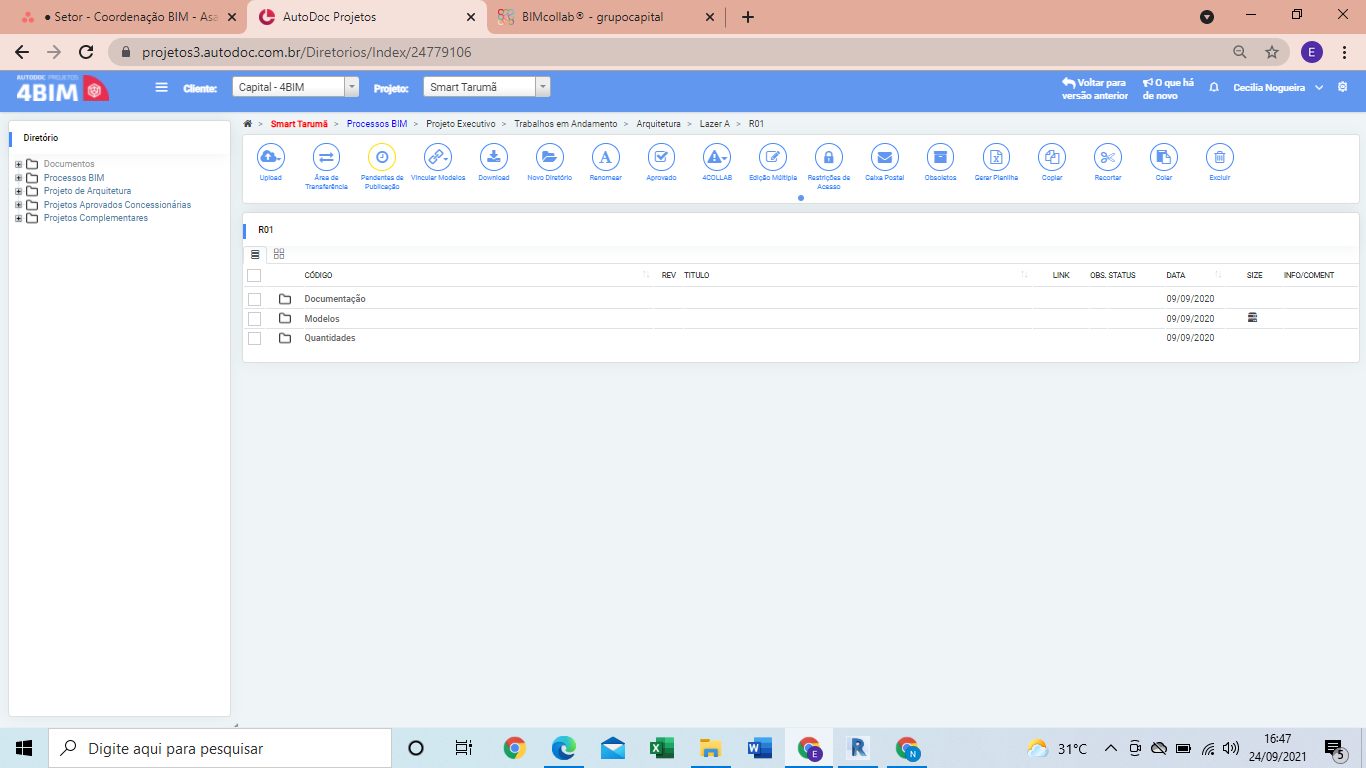 ● Setor - Coordenação BIM - Asa
AutoDoc Projetos
BIMcollab® - grupocapital
projetos3.autodoc.com.br/Diretorios/Index/24779106
E
AUTODOC PROJETOS
4BIM
Cliente:
Capital - 4BIM
Projeto:
Smart Tarumã
Voltar para
versão anterior
O que há
de novo
Cecilia Nogueira
Diretório
Documentos
Processos BIM
Projeto de Arquitetura
Projetos Aprovados Concessionárias
Projetos Complementares
> Smart Tarumã > Processos BIM > Projeto Executivo > Trabalhos em Andamento > Arquitetura > Lazer A > R01
Upload
Área de
Transferência
Pendentes de
Publicação
Vincular Modelos
Download
Novo Diretório
Renomear
Aprovado
4COLLAB
Edição Múltipla
Restrições de
Acesso
Caixa Postal
Obsoletos
Gerar Planilha
Copiar
Recortar
Colar
Excluir
R01
CÓDIGO REV TITULO LINK OBS. STATUS DATA SIZE INFO/COMENT
Documentação 09/09/2020
Modelos 09/09/2020
Quantidades 09/09/2020
Digite aqui para pesquisar
E
R
N
31°C
16:47
24/09/2021
5